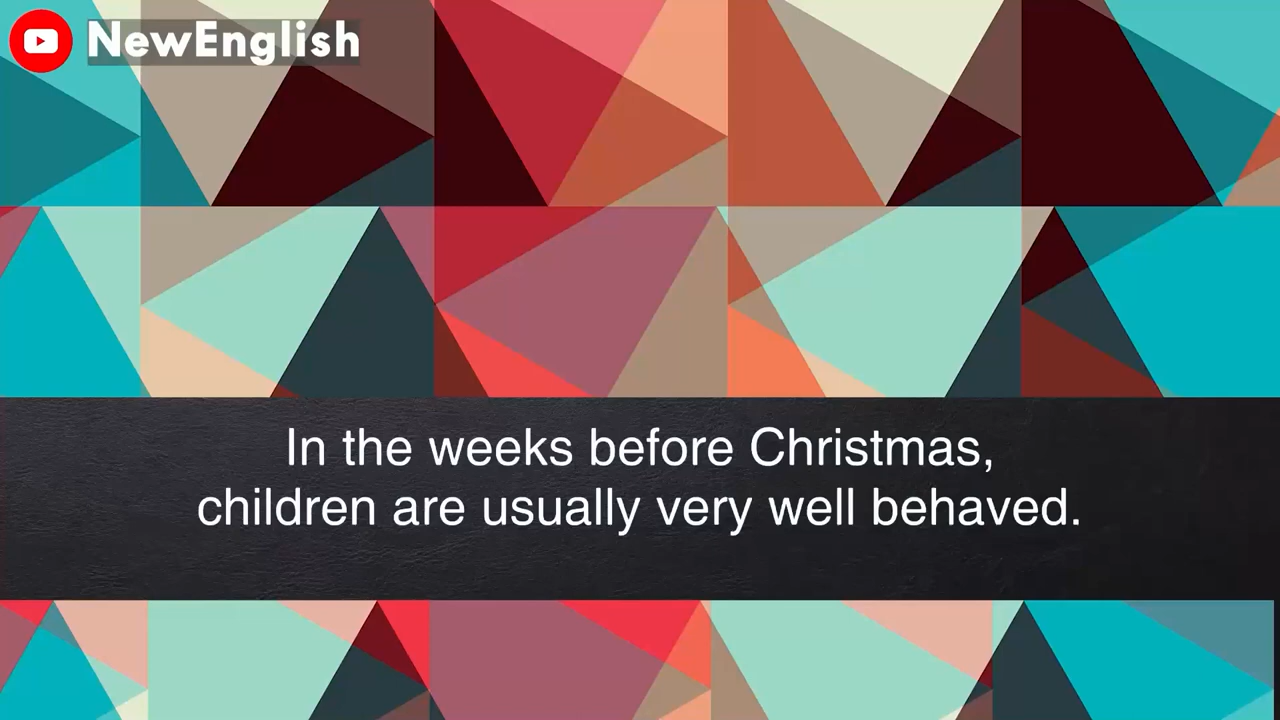 NewEnglish
In the weeks before Christmas,
children are usually very well behaved.